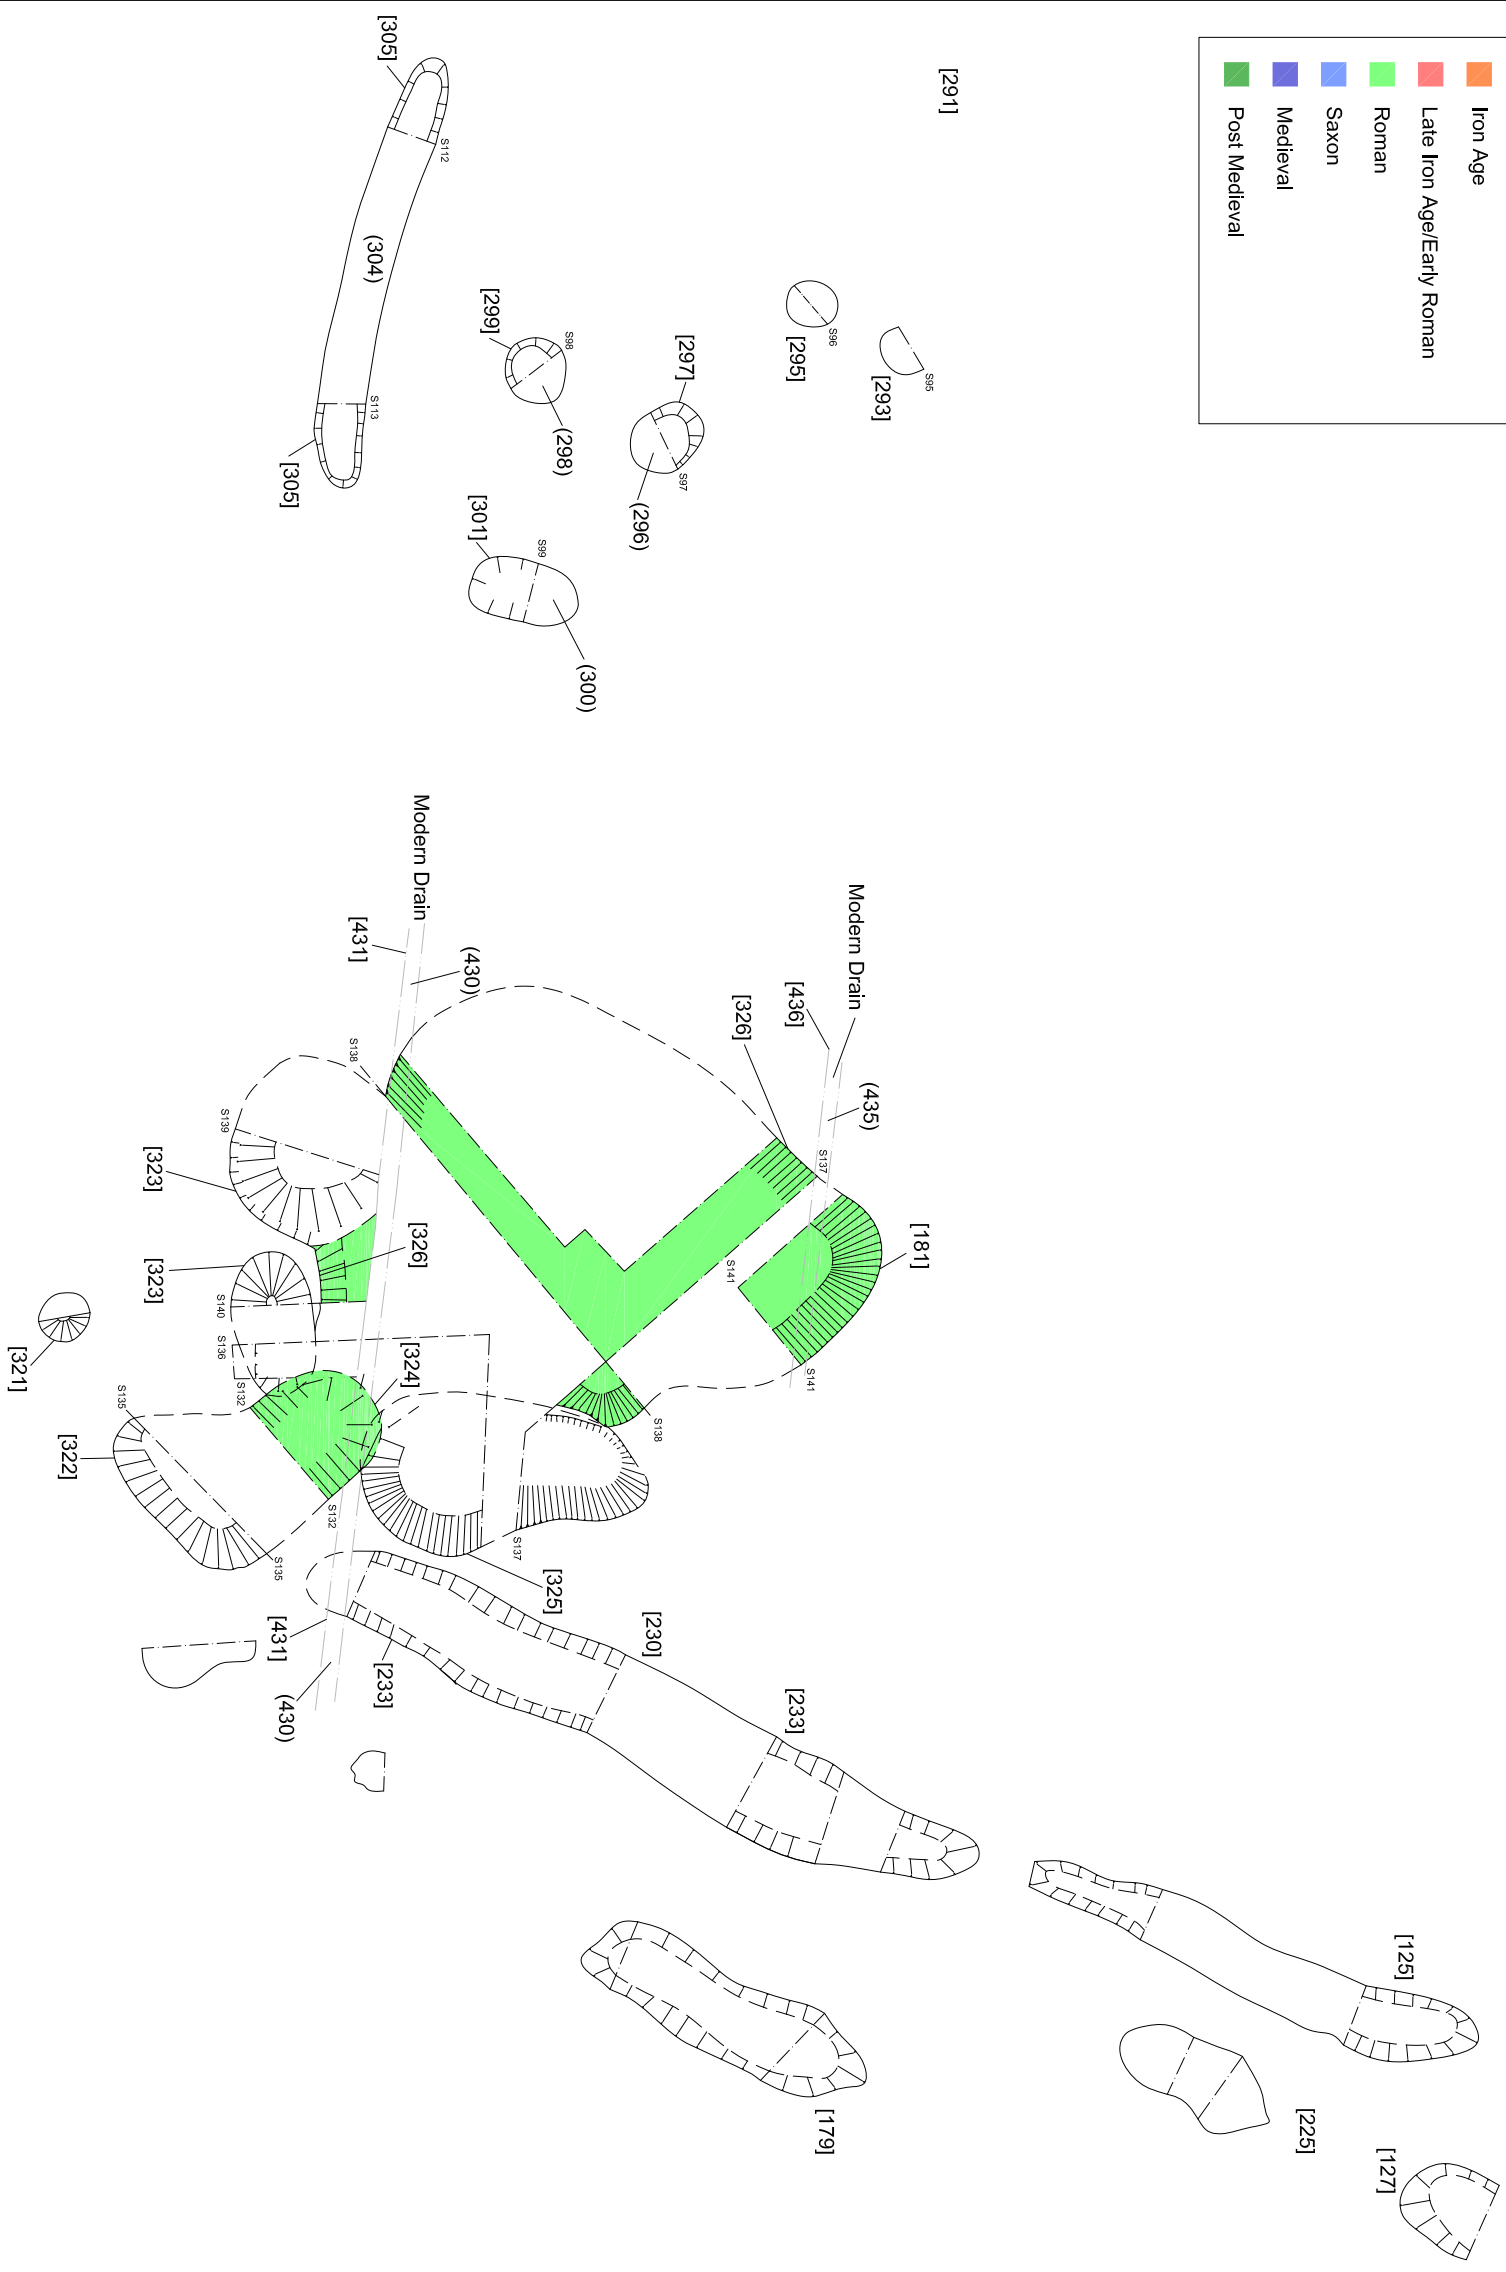 Iron Age
Late Iron Age/Early Roman
Roman
Saxon
Medieval
Post Medieval
[291]
[305]
S112
(304)
S113
[305]
[299]
S98
(298)
[297]
S97
(296)
S96
[295]
S95
[293]
[301]
S99
(300)
Modern Drain
[431]
(430)
Modern Drain
[436]
[326]
(435)
S137
[181]
S141
S141
S138
S139
[323]
[326]
[323]
S140
S136
[321]
[324]
S132
S135
[322]
S138
S132
S137
S135
[325]
[431]
(430)
[233]
[230]
[233]
[125]
[179]
[225]
[127]